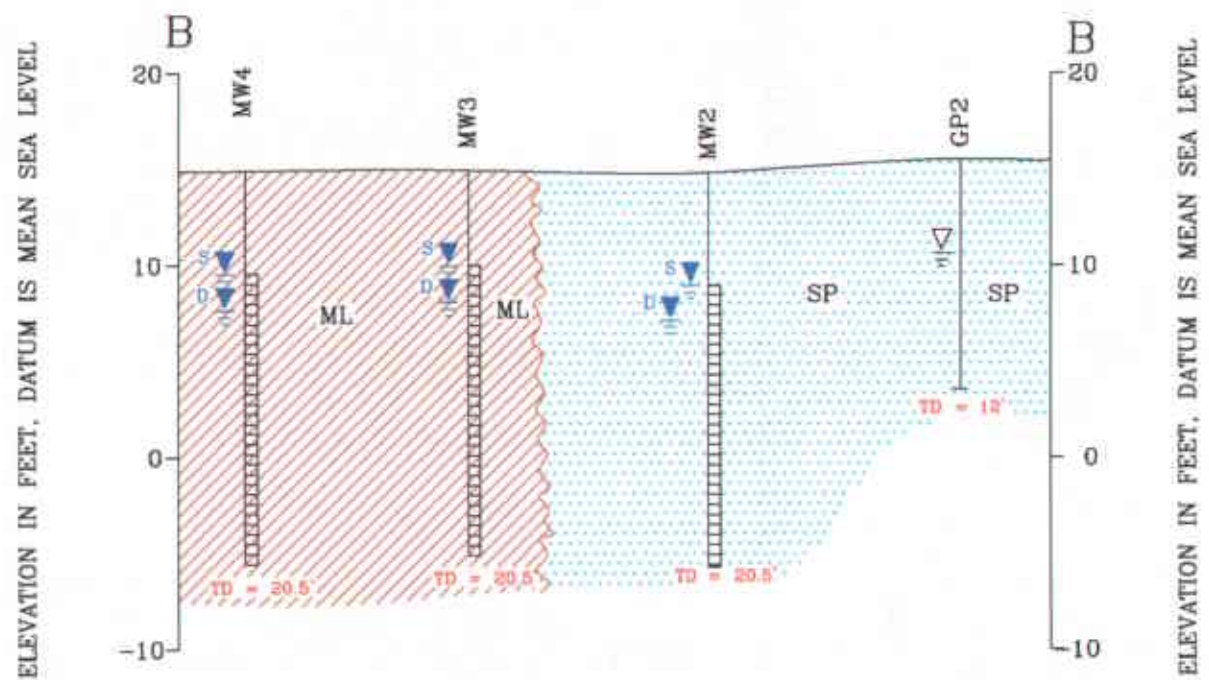 B
B
ELEVATION IN FEET, DATUM IS MEAN SEA LEVEL
ELEVATION IN FEET, DATUM IS MEAN SEA LEVEL
20
20
MW4
MW3
MW2
GP2
S
S
S
D
D
D
10
10
ML
ML
SP
SP
TD = 12'
0
0
TD = 20.5'
TD = 20.5'
TD = 20.5'
-10
-10